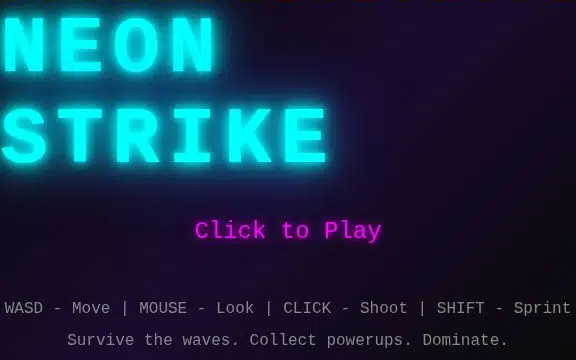 NEON
STRIKE
Click to Play
WASD - Move | MOUSE - Look | CLICK - Shoot | SHIFT - Sprint
Survive the waves. Collect powerups. Dominate.